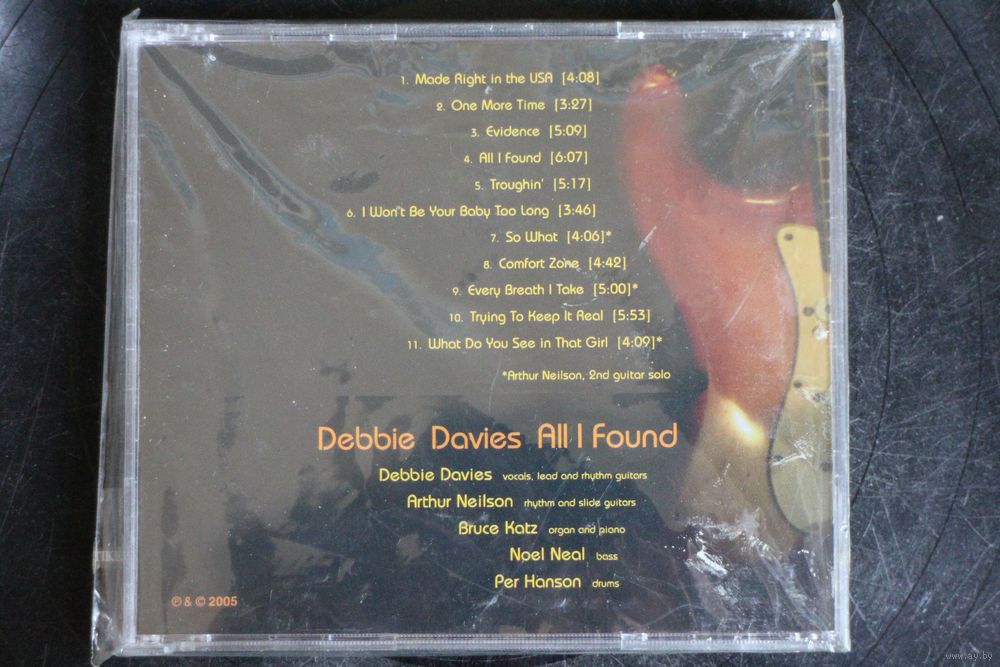 1. Made Right in the USA [4:08]
2. One More Time [3:27]
3. Evidence [5:09]
4. All I Found [6:07]
5. Troughin' [5:17]
6. I Won't Be Your Baby Too Long [3:46]
7. So What [4:06]*
8. Comfort Zone [4:42]
9. Every Breath I Take [5:00]*
10. Trying To Keep It Real [5:53]
11. What Do You See in That Girl [4:09]*
*Arthur Neilson, 2nd guitar solo
Debbie Davies All I Found
Debbie Davies vocals, lead and rhythm guitars
Arthur Neilson rhythm and slide guitars
Bruce Katz organ and piano
Noel Neal bass
Per Hanson drums
℗ & © 2005
www.ay.by